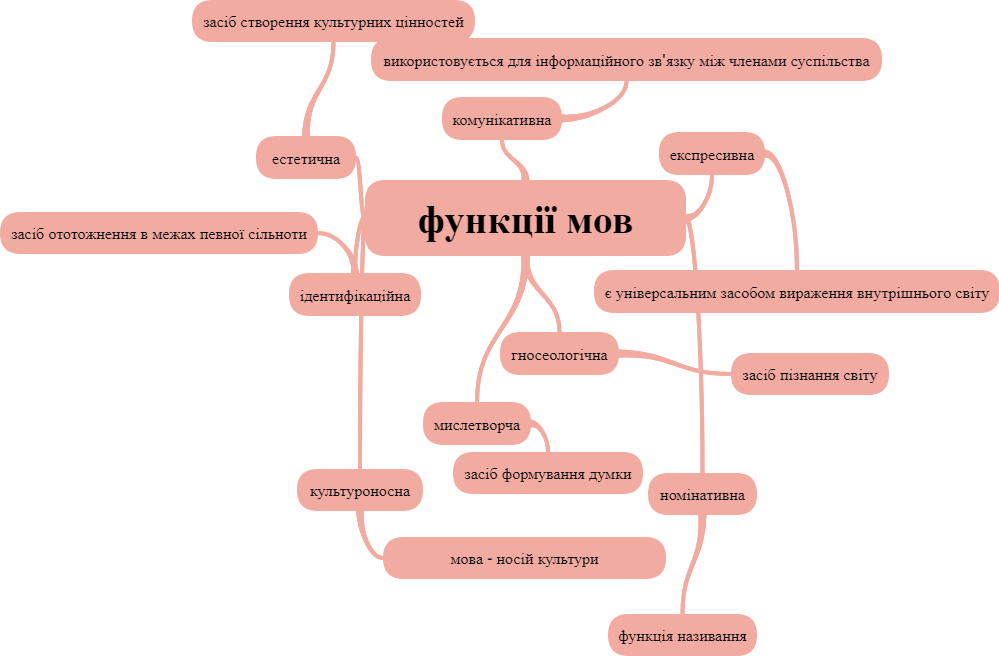 засіб створення культурних цінностей
використовується для інформаційного зв'язку між членами суспільства
комунікативна
експресивна
естетична
функції мов
засіб ототожнення в межах певної сільноти
ідентифікаційна
є універсальним засобом вираження внутрішнього світу
гносеологічна
засіб пізнання світу
мислетворча
засіб формування думки
культуроносна
номінативна
мова - носій культури
функція називання